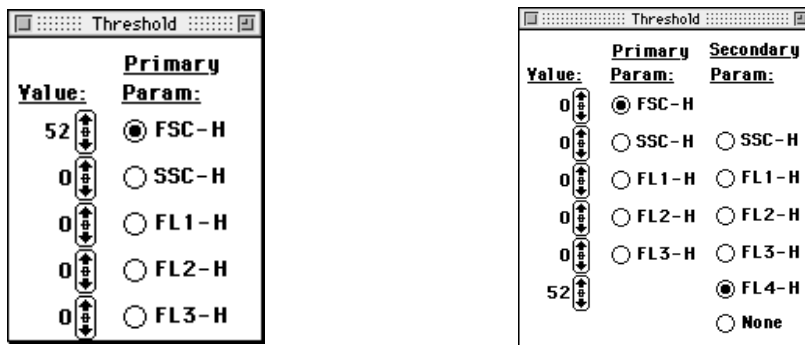 Threshold
Primary
Value: Param:
52 FSC-H
0 SSC-H
0 FL1-H
0 FL2-H
0 FL3-H
Threshold
Primary Secondary
Value: Param: Param:
0 FSC-H
0 SSC-H SSC-H
0 FL1-H FL1-H
0 FL2-H FL2-H
0 FL3-H FL3-H
52 FL4-H
None